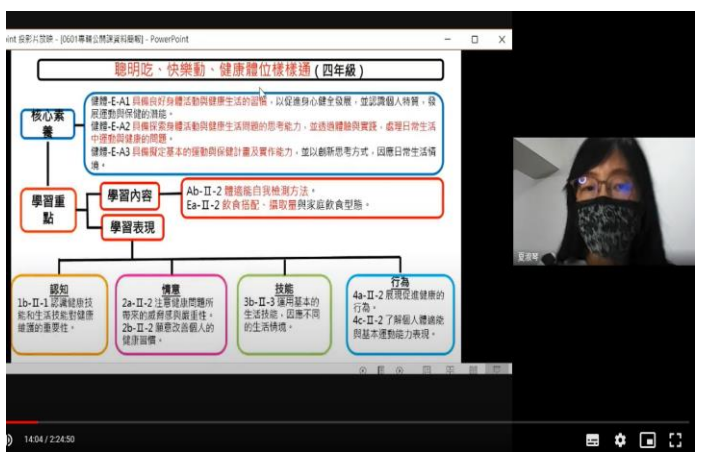 oint 投影片放映 - [0601專輔公開課資料簡報] - PowerPoint
聰明吃、快樂動、健康體位樣樣通(四年級)
核心素
養
健體-E-A1 具備良好身體活動與健康生活的習慣，以促進身心健全發展，並認識個人特質，發
展運動與保健的潛能。
健體-E-A2 具備探索身體活動與健康生活問題的思考能力，並透過體驗與實踐，處理日常生活
中運動與健康的問題。
健體-E-A3 具備擬定基本的運動與保健計畫及實作能力，並以創新思考方式，因應日常生活情
境。
學習重
點
學習內容
Ab-Ⅱ-2 體適能自我檢測方法。
Ea-Ⅱ-2 飲食搭配、攝取量與家庭飲食型態。
學習表現
認知
1b-Ⅱ-1 認識健康技
能和生活技能對健康
維護的重要性。
情意
2a-Ⅱ-2 注意健康問題所
帶來的威脅感與嚴重性。
2b-Ⅱ-2 願意改善個人的
健康習慣。
技能
3b-Ⅱ-3 運用基本的
生活技能，因應不同
的生活情境。
行為
4a-Ⅱ-2 展現促進健康的
行為。
4c-Ⅱ-2 了解個人體適能
與基本運動能力表現。
14:04 / 2:24:50